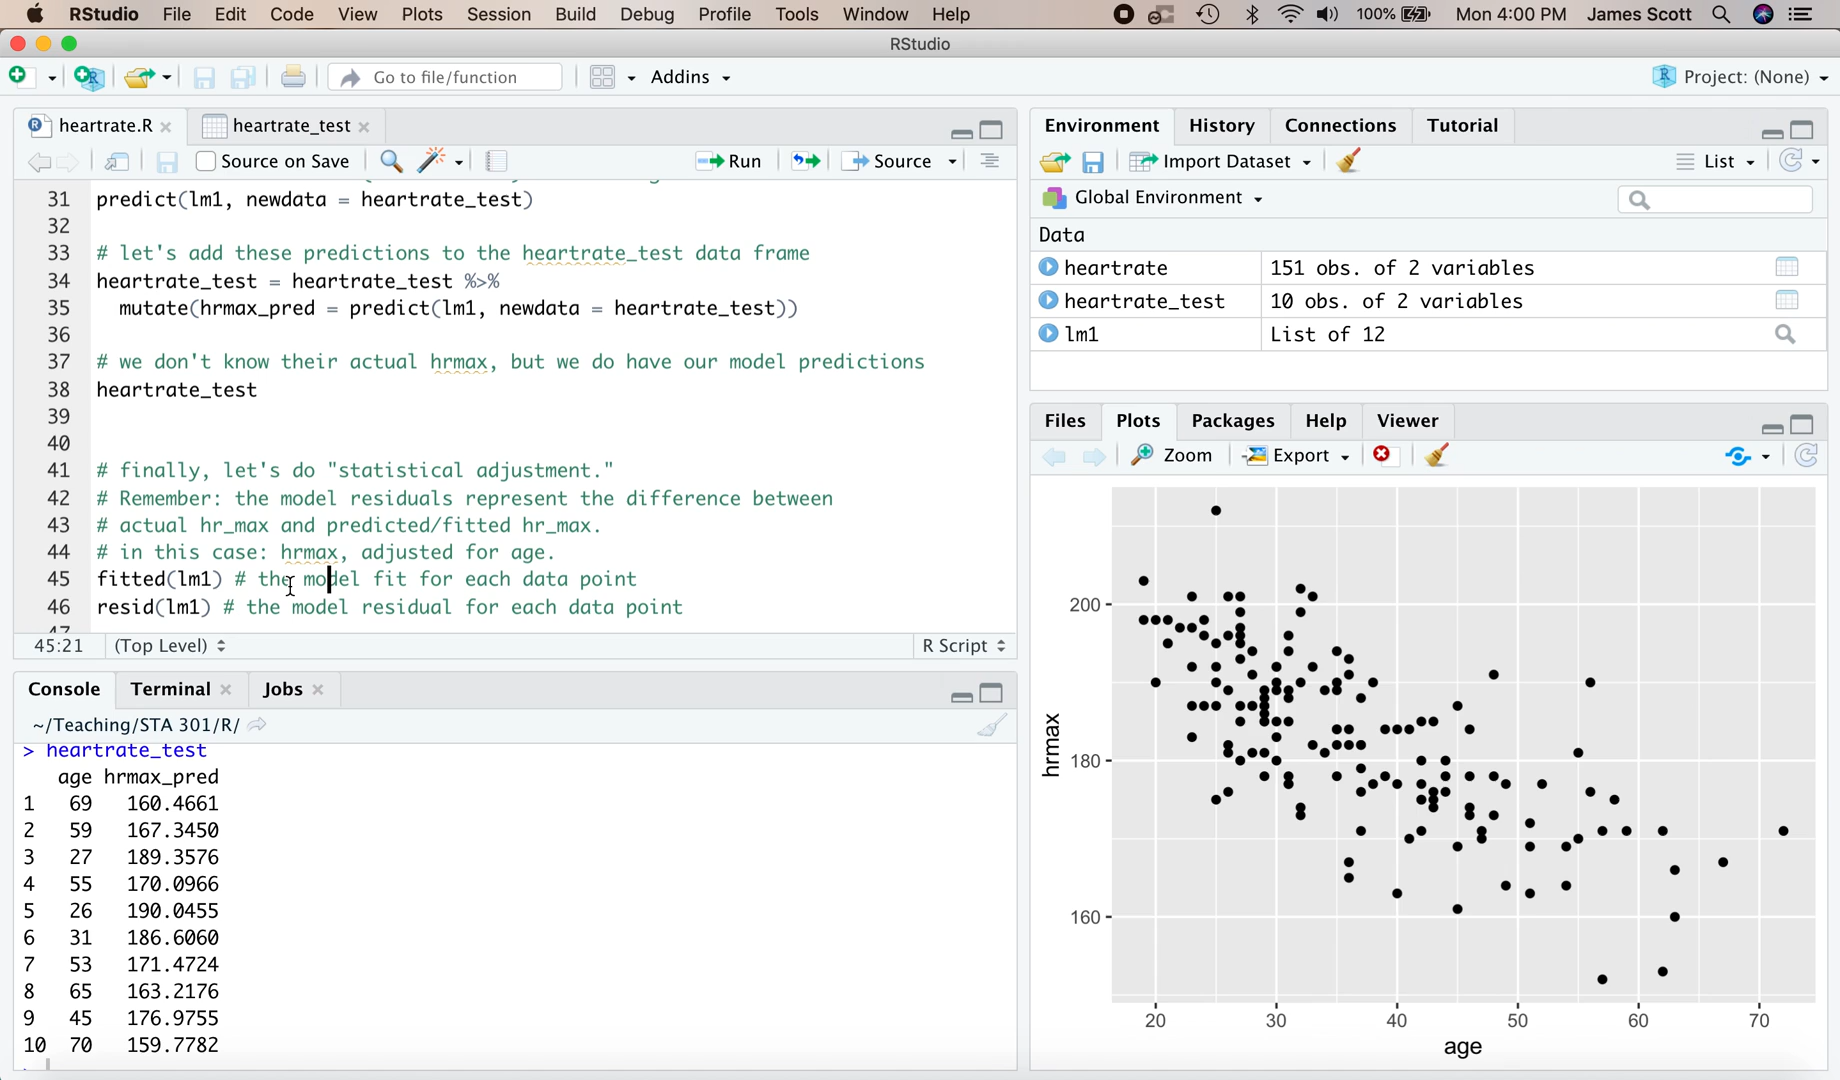 RStudio File Edit Code View Plots Session Build Debug Profile Tools Window Help 100% Mon 4:00 PM James Scott
RStudio
Go to file/function Addins Project: (None)
heartrate.R heartrate_test
Source on Save Run Source
31 predict(lm1, newdata = heartrate_test)
32
33 # let's add these predictions to the heartrate_test data frame
34 heartrate_test = heartrate_test %>%
35 mutate(hrmax_pred = predict(lm1, newdata = heartrate_test))
36
37 # we don't know their actual hrmax, but we do have our model predictions
38 heartrate_test
39
40
41 # finally, let's do "statistical adjustment."
42 # Remember: the model residuals represent the difference between
43 # actual hr_max and predicted/fitted hr_max.
44 # in this case: hrmax, adjusted for age.
45 fitted(lm1) # the model fit for each data point
46 resid(lm1) # the model residual for each data point
47
45:21 (Top Level) R Script
Console Terminal Jobs
~/Teaching/STA 301/R/
> heartrate_test
age hrmax_pred
1 69 160.4661
2 59 167.3450
3 27 189.3576
4 55 170.0966
5 26 190.0455
6 31 186.6060
7 53 171.4724
8 65 163.2176
9 45 176.9755
10 70 159.7782
Environment History Connections Tutorial
Import Dataset List
Global Environment
Data
heartrate 151 obs. of 2 variables
heartrate_test 10 obs. of 2 variables
lm1 List of 12
Files Plots Packages Help Viewer
Zoom Export
200
180
160
hrmax
20 30 40 50 60 70
age